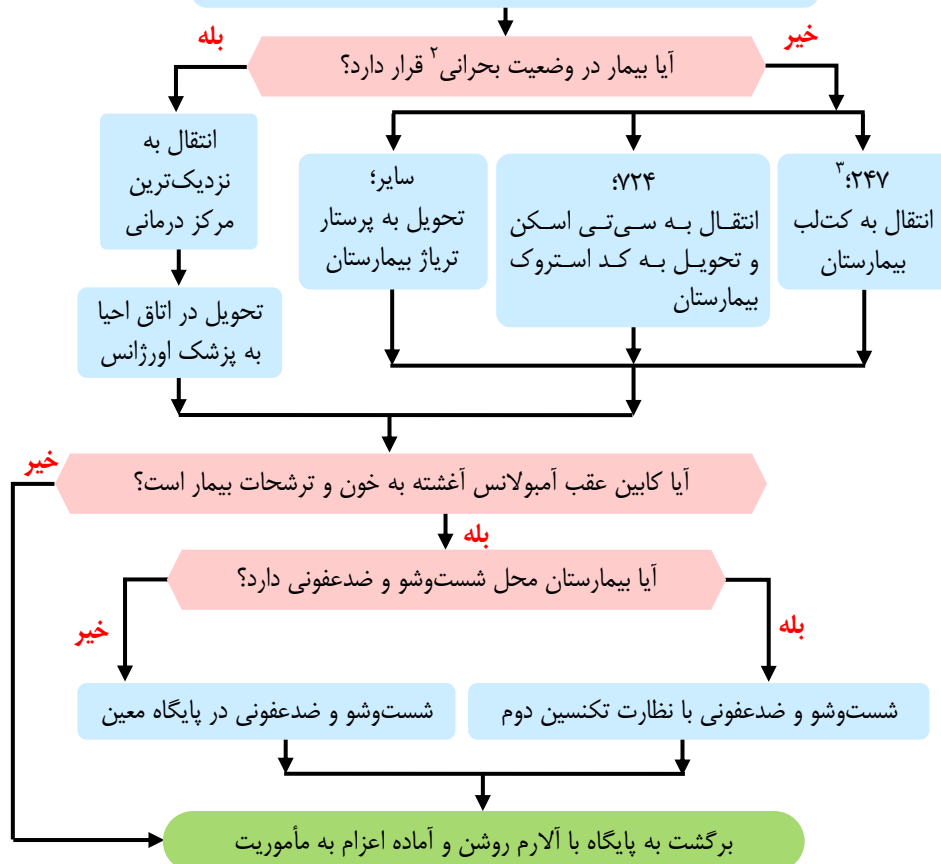 خیر
بله
آیا بیمار در وضعیت بحرانی۲ قرار دارد؟
۲۴۷؛۳
انتقال به کت‌لب
بیمارستان
۷۲۴؛
انتقال به سی‌تی اسکن
و تحویل به کد استروک
بیمارستان
سایر؛
تحویل به پرستار
تریاژ بیمارستان
انتقال به
نزدیک‌ترین
مرکز درمانی
تحویل در اتاق احیا
به پزشک اورژانس
خیر
آیا کابین عقب آمبولانس آغشته به خون و ترشحات بیمار است؟
بله
آیا بیمارستان محل شست‌وشو و ضدعفونی دارد؟
بله
خیر
شست‌وشو و ضدعفونی با نظارت تکنسین دوم
شست‌وشو و ضدعفونی در پایگاه معین
برگشت به پایگاه با آلارم روشن و آماده اعزام به مأموریت